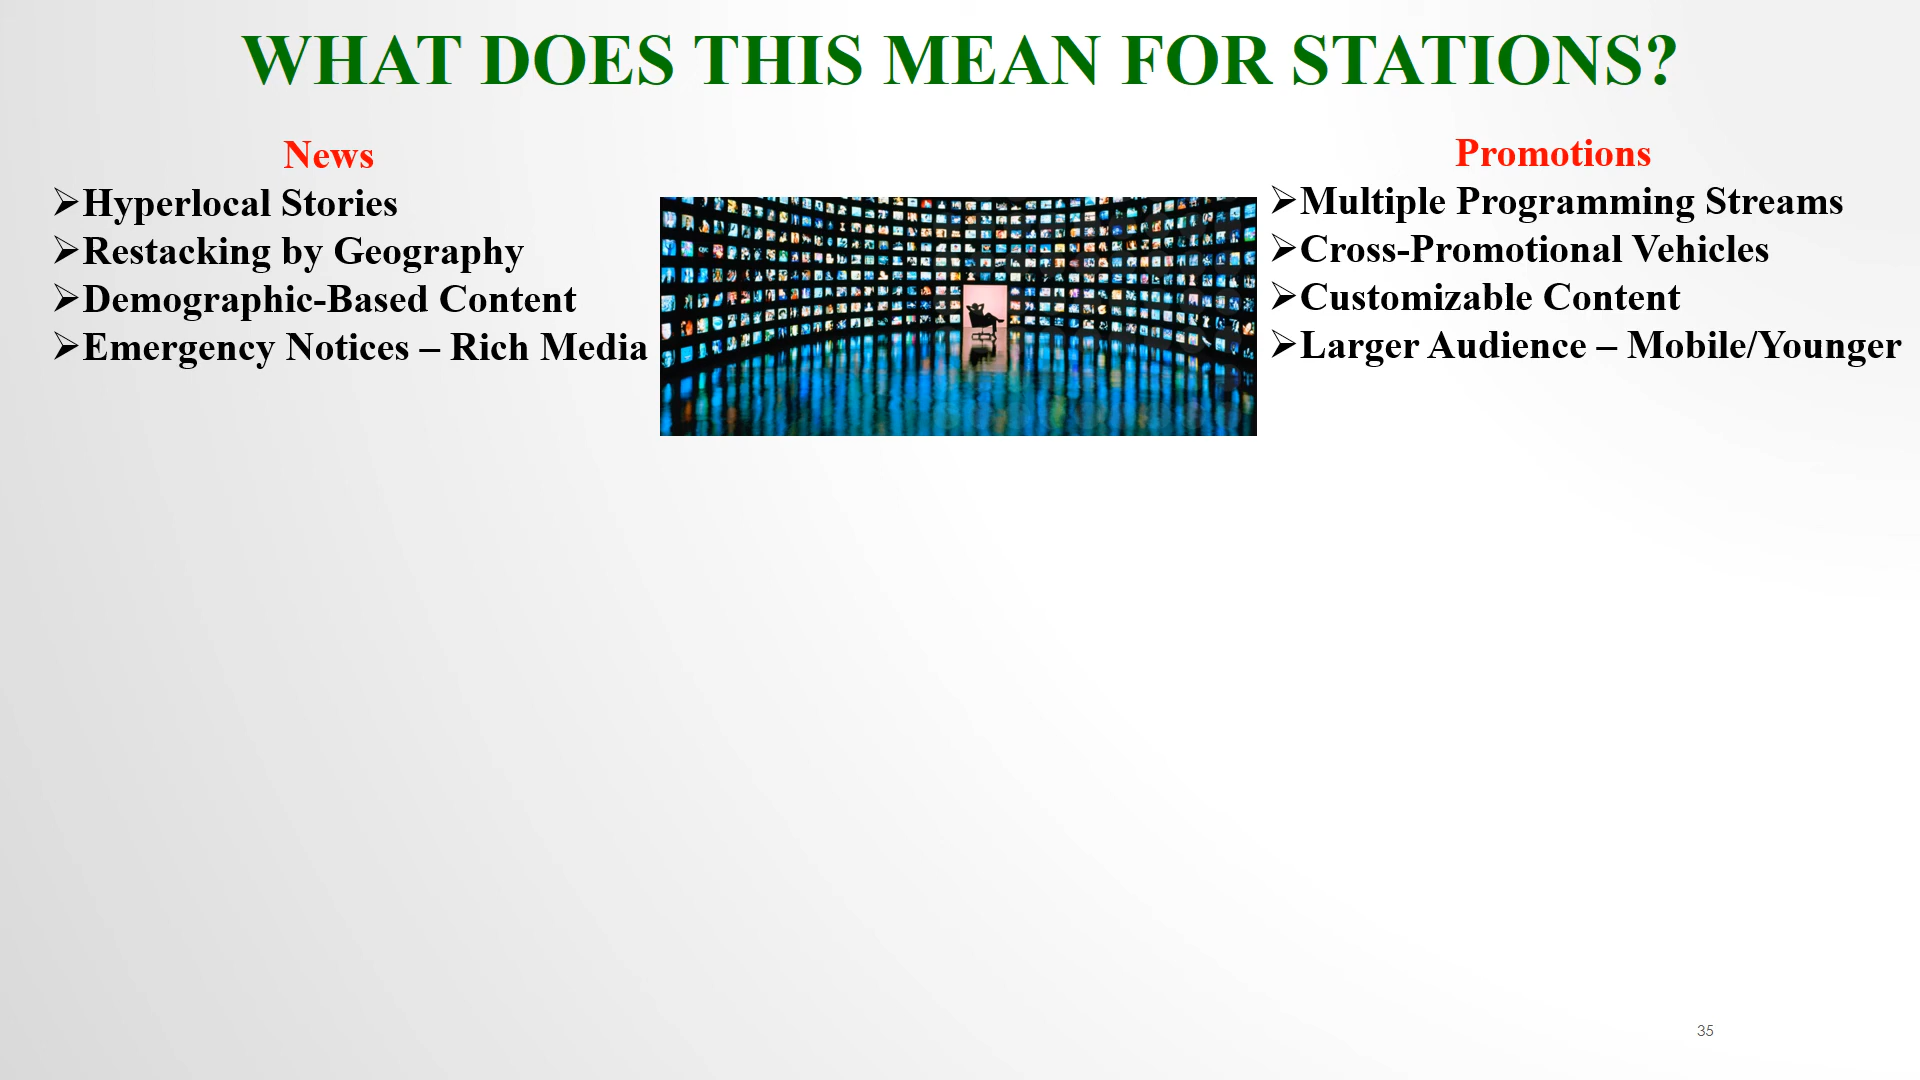 WHAT DOES THIS MEAN FOR STATIONS?
News
➢Hyperlocal Stories
➢Restacking by Geography
➢Demographic-Based Content
➢Emergency Notices – Rich Media
Promotions
➢Multiple Programming Streams
➢Cross-Promotional Vehicles
➢Customizable Content
➢Larger Audience – Mobile/Younger
35